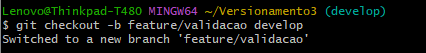 Lenovo@Thinkpad-T480 MINGW64 ~/Versionamento3 (develop)
$ git checkout -b feature/validacao develop
Switched to a new branch 'feature/validacao'